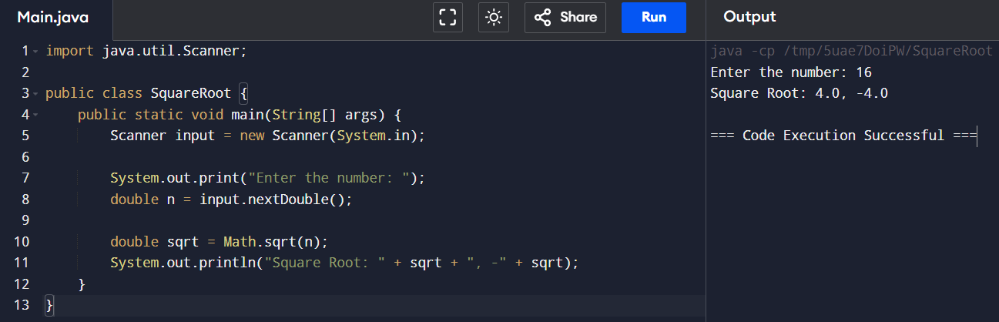 Main.java Share Run Output
1 import java.util.Scanner;
2
3 public class SquareRoot {
4     public static void main(String[] args) {
5         Scanner input = new Scanner(System.in);
6
7         System.out.print("Enter the number: ");
8         double n = input.nextDouble();
9
10         double sqrt = Math.sqrt(n);
11         System.out.println("Square Root: " + sqrt + ", -" + sqrt);
12     }
13 }
java -cp /tmp/5uae7DoiPW/SquareRoot
Enter the number: 16
Square Root: 4.0, -4.0
=== Code Execution Successful ===